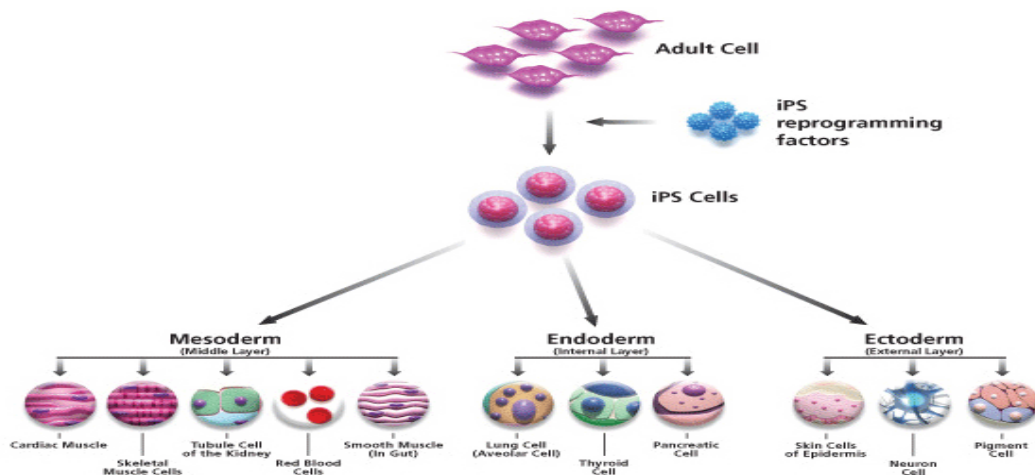 Adult Cell
iPS
reprogramming
factors
iPS Cells
Mesoderm
(Middle Layer)
Endoderm
(Internal Layer)
Ectoderm
(External Layer)
Cardiac Muscle
Skeletal
Muscle Cells
Tubule Cell
of the Kidney
Red Blood
Cells
Smooth Muscle
(In Gut)
Lung Cell
(Aveolar Cell)
Thyroid
Cell
Pancreatic
Cell
Skin Cells
of Epidermis
Neuron
Cell
Pigment
Cell